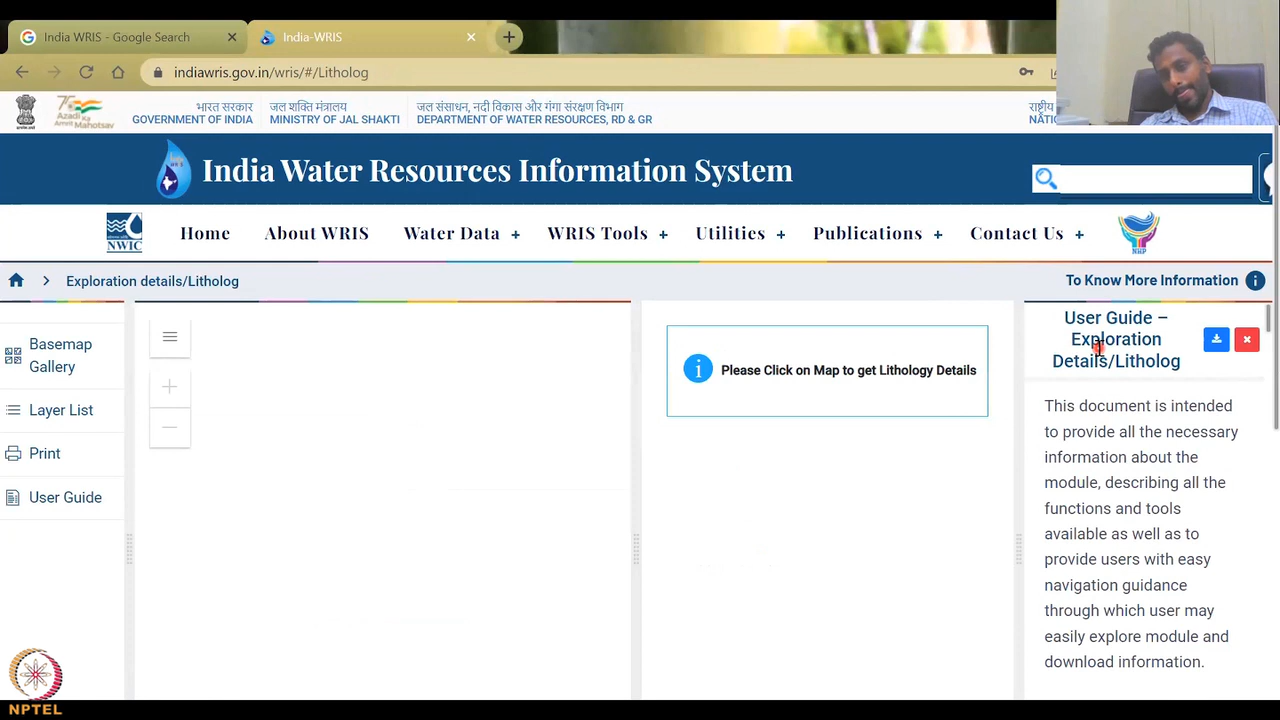 India WRIS - Google Search
India-WRIS
indiawris.gov.in/wris/#/Litholog
भारत सरकार
GOVERNMENT OF INDIA
जल शक्ति मंत्रालय
MINISTRY OF JAL SHAKTI
जल संसाधन, नदी विकास और गंगा संरक्षण विभाग
DEPARTMENT OF WATER RESOURCES, RD & GR
India Water Resources Information System
NWIC
Home
About WRIS
Water Data +
WRIS Tools +
Utilities +
Publications +
Contact Us +
NHP
Exploration details/Litholog
To Know More Information
Basemap
Gallery
Layer List
Print
User Guide
Please Click on Map to get Lithology Details
User Guide –
Exploration
Details/Litholog
This document is intended
to provide all the necessary
information about the
module, describing all the
functions and tools
available as well as to
provide users with easy
navigation guidance
through which user may
easily explore module and
download information.
NPTEL